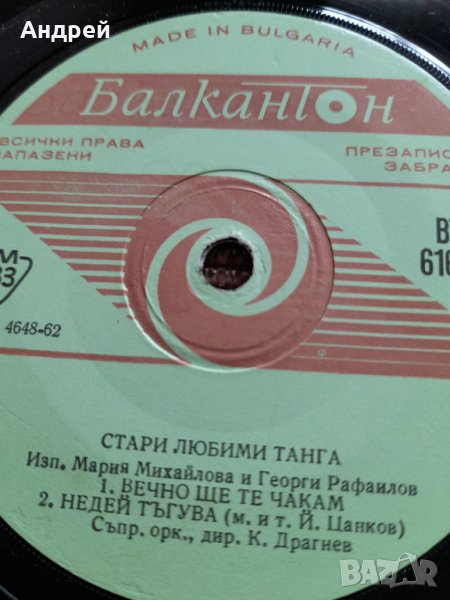 Андрей
MADE IN BULGARIA
Балкантон
ВСИЧКИ ПРАВА
ЗАПАЗЕНИ
ПРЕЗАПИС
ЗАБРА
М
33
В
616
4648-62
СТАРИ ЛЮБИМИ ТАНГА
Изп. Мария Михайлова и Георги Рафаилов
1. ВЕЧНО ЩЕ ТЕ ЧАКАМ
2. НЕДЕЙ ТЪГУВА (м. и т. Й. Цанков)
Съпр. орк., дир. К. Драгнев
BAZAR